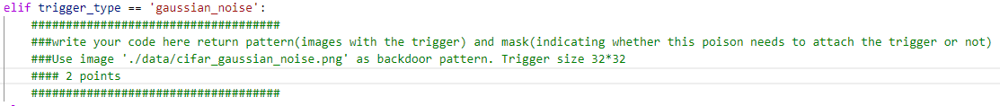 elif trigger_type == 'gaussian_noise':
####################################
###write your code here return pattern(images with the trigger) and mask(indicating whether this poison needs to attach the trigger or not)
###Use image './data/cifar_gaussian_noise.png' as backdoor pattern. Trigger size 32*32
#### 2 points
####################################